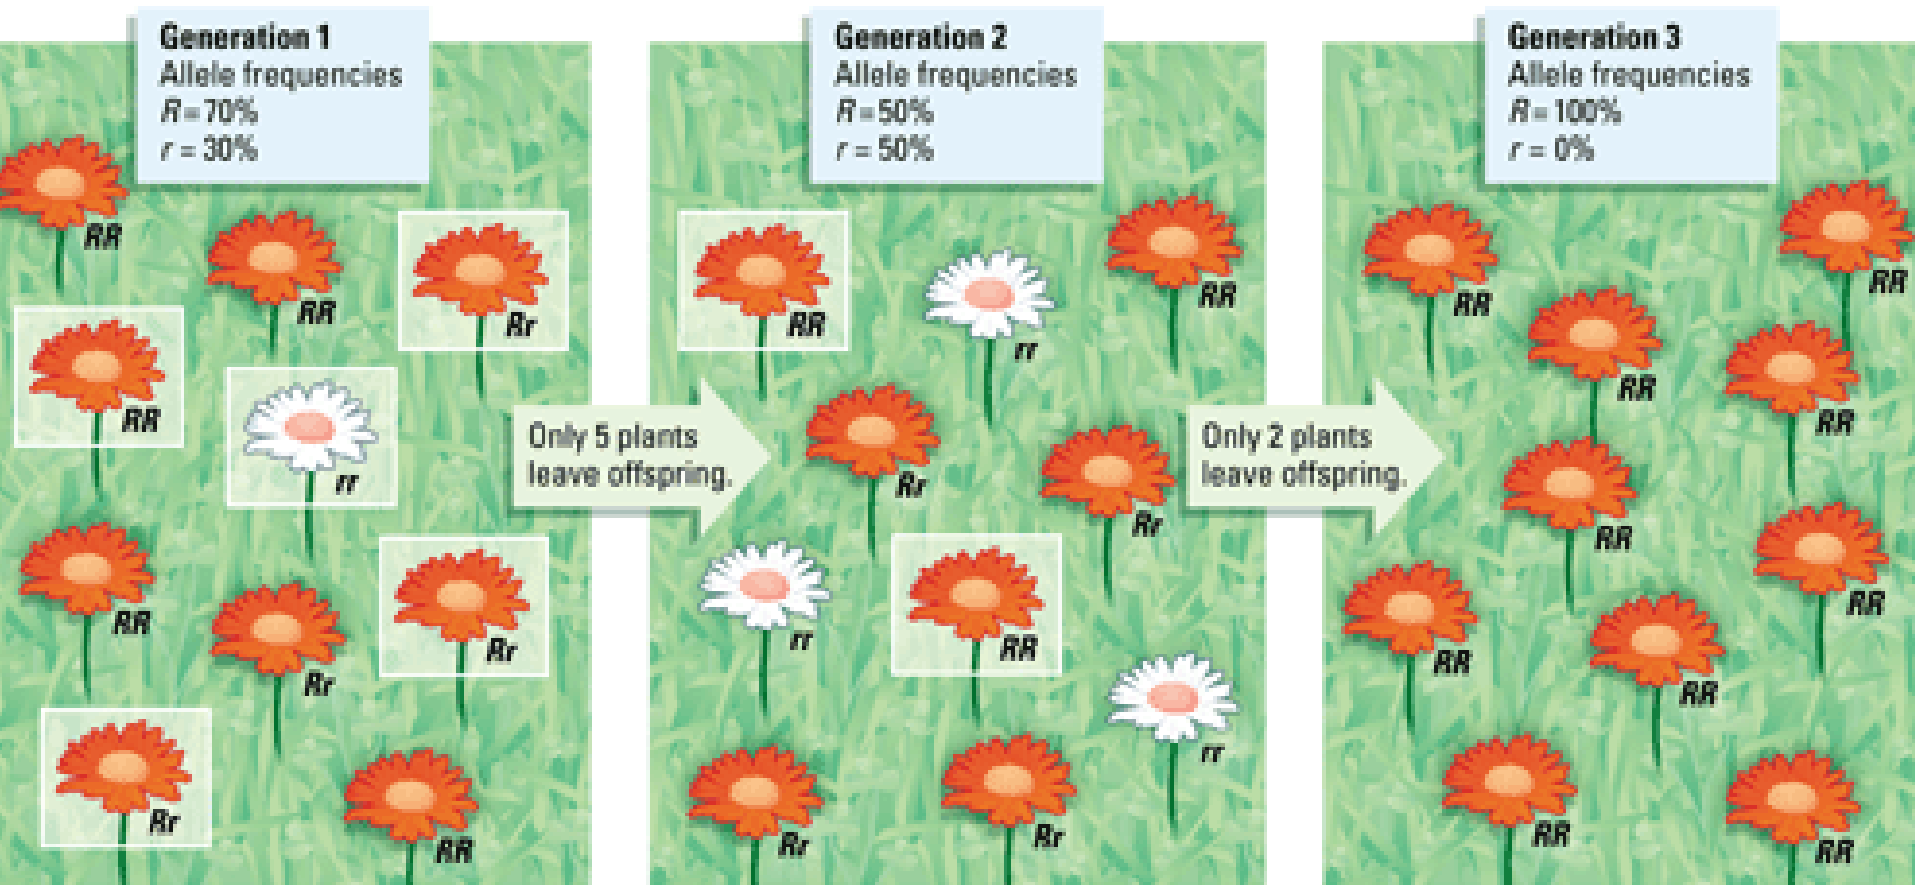 Generation 1
Allele frequencies
R = 70%
r = 30%
RR
RR
Rr
RR
rr
RR
Rr
Rr
Rr
RR
Only 5 plants
leave offspring.
Generation 2
Allele frequencies
R = 50%
r = 50%
RR
rr
RR
Rr
Rr
rr
RR
rr
Rr
Rr
Only 2 plants
leave offspring.
Generation 3
Allele frequencies
R = 100%
r = 0%
RR
RR
RR
RR
RR
RR
RR
RR
RR
RR